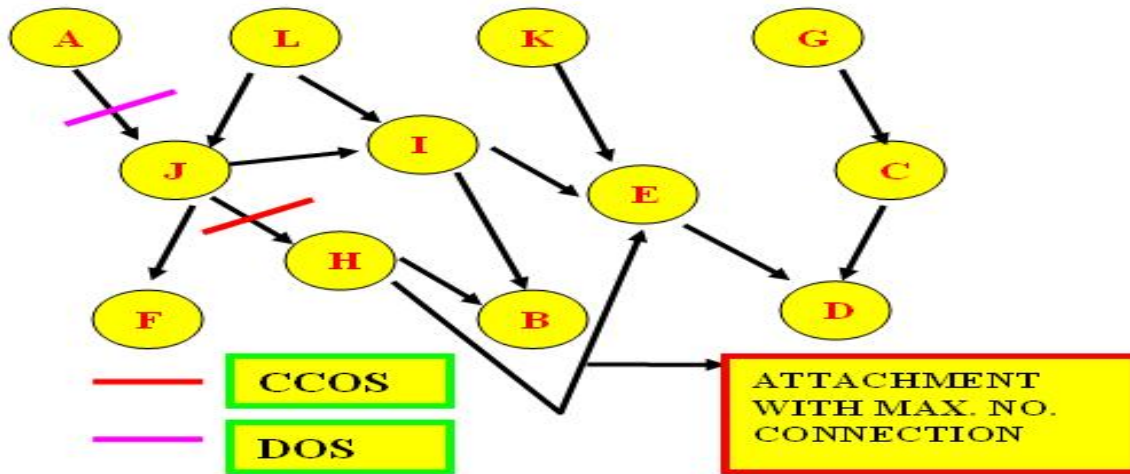 A L K G
J I E C
H
F B D
CCOS
DOS
ATTACHMENT
WITH MAX. NO.
CONNECTION